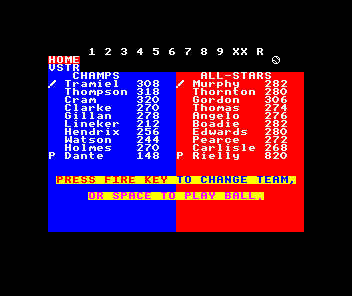 1 2 3 4 5 6 7 8 9 XX R
HOME
VSTR
CHAMPS ALL-STARS
Tramiel 308 Murphy 282
Thompson 318 Thornton 280
Cram 320 Gordon 306
Clarke 270 Thomas 274
Gillan 278 Angelo 276
Lineker 212 Boadie 282
Hendrix 256 Edwards 280
Watson 244 Pearce 272
Holmes 270 Carlisle 268
P Dante 148 P Rielly 820
PRESS FIRE KEY TO CHANGE TEAM,
OR SPACE TO PLAY BALL.